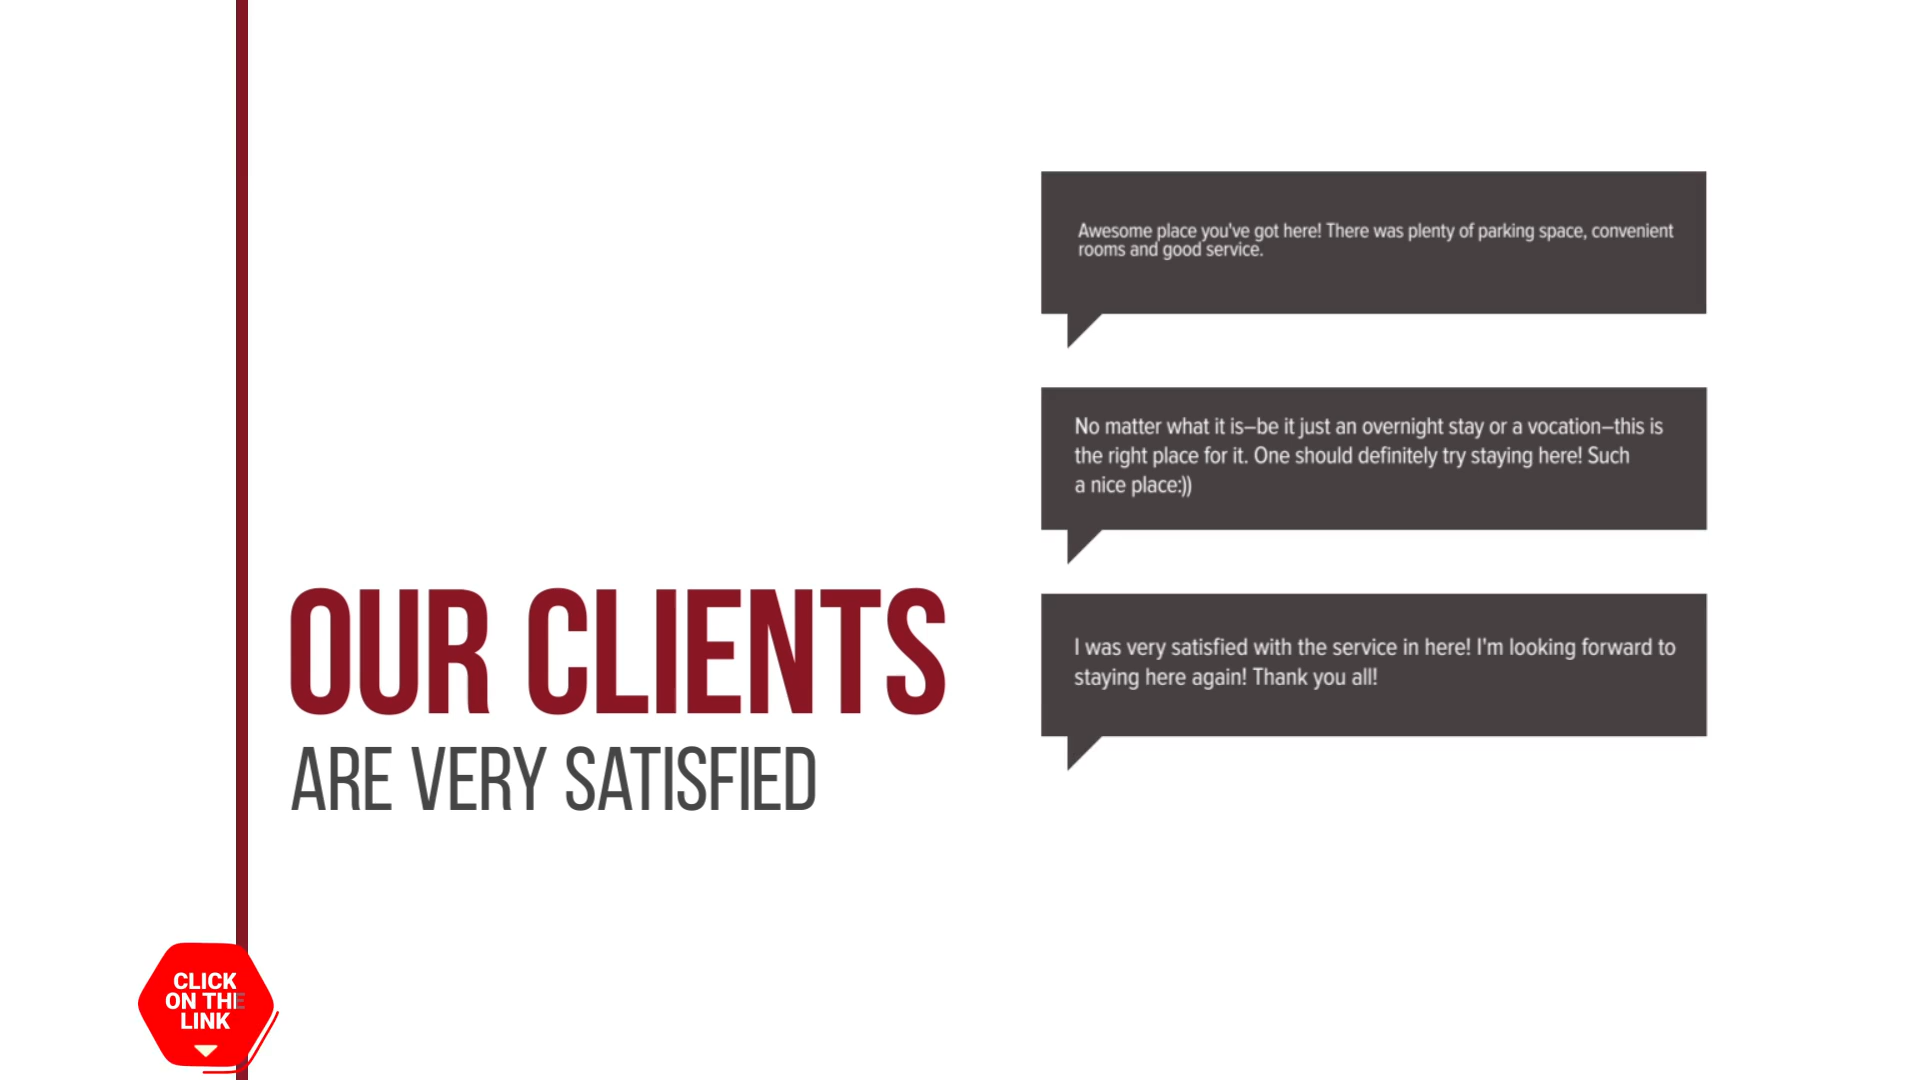 OUR CLIENTS
ARE VERY SATISFIED
Awesome place you've got here! There was plenty of parking space, convenient
rooms and good service.
No matter what it is–be it just an overnight stay or a vocation–this is
the right place for it. One should definitely try staying here! Such
a nice place:))
I was very satisfied with the service in here! I'm looking forward to
staying here again! Thank you all!
CLICK
ON THE
LINK